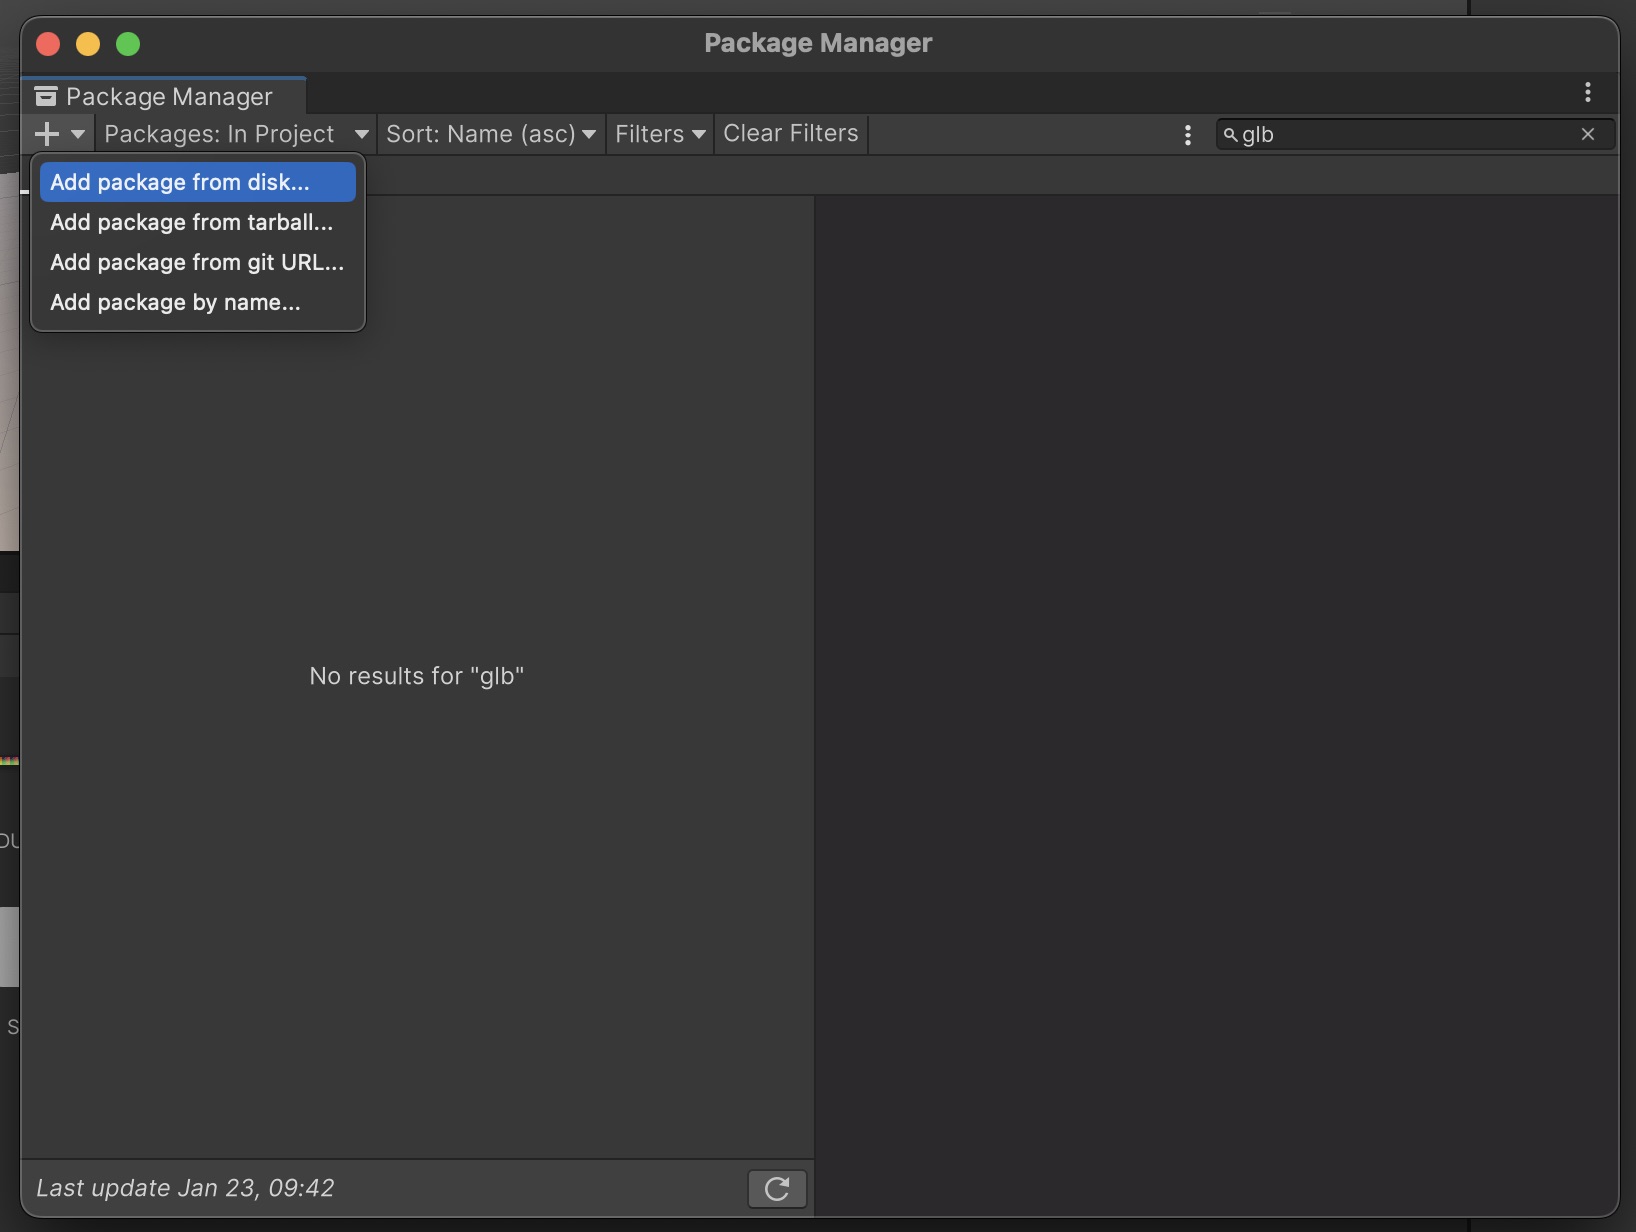 Package Manager
Package Manager
Packages: In Project
Sort: Name (asc)
Filters
Clear Filters
glb
Add package from disk...
Add package from tarball...
Add package from git URL...
Add package by name...
No results for "glb"
Last update Jan 23, 09:42